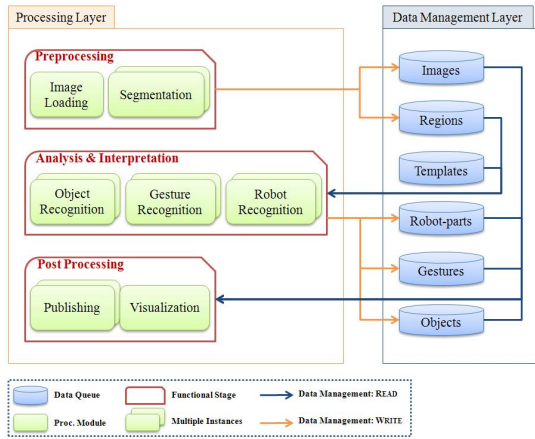 Processing Layer
Data Management Layer
Preprocessing
Image
Loading
Segmentation
Images
Regions
Analysis & Interpretation
Templates
Object
Recognition
Gesture
Recognition
Robot
Recognition
Robot-parts
Post Processing
Gestures
Publishing
Visualization
Objects
Data Queue
Functional Stage
Data Management: READ
Proc. Module
Multiple Instances
Data Management: WRITE